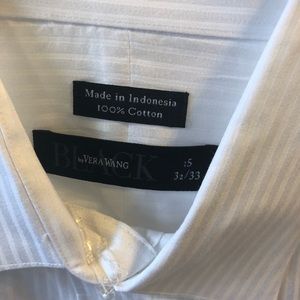 Made in Indonesia
100% Cotton
BLACK
by VERA WANG
15
32/33